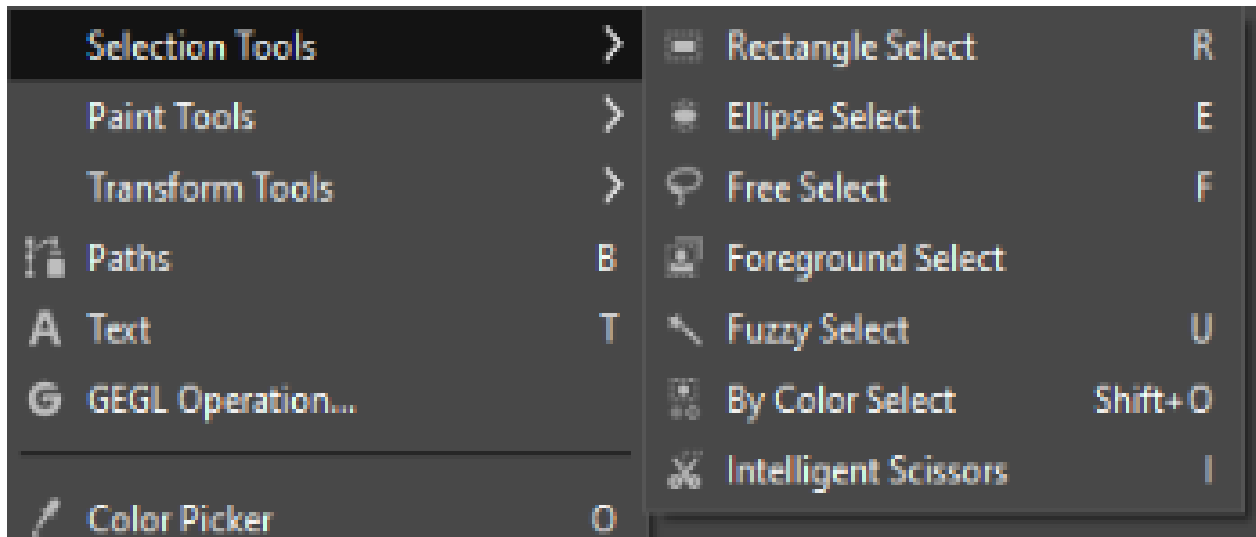 Selection Tools
Paint Tools
Transform Tools
Paths B
Text T
GEGL Operation...
Color Picker O
Rectangle Select R
Ellipse Select E
Free Select F
Foreground Select
Fuzzy Select U
By Color Select Shift+O
Intelligent Scissors I